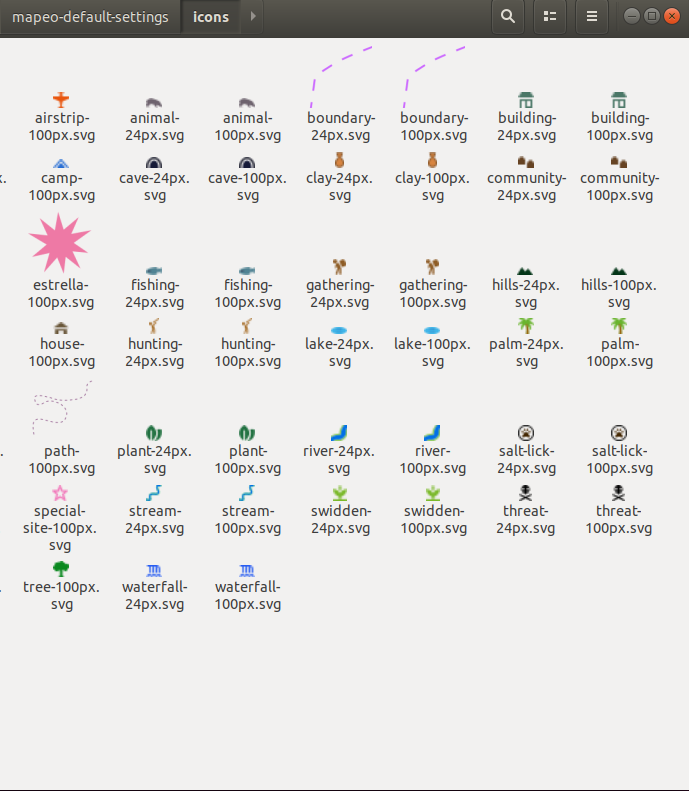 mapeo-default-settings icons
airstrip-
100px.svg
animal-
24px.svg
animal-
100px.svg
boundary-
24px.svg
boundary-
100px.svg
building-
24px.svg
building-
100px.svg
x.
camp-
100px.svg
cave-24px.
svg
cave-100px.
svg
clay-24px.
svg
clay-100px.
svg
community-
24px.svg
community-
100px.svg
estrella-
100px.svg
fishing-
24px.svg
fishing-
100px.svg
gathering-
24px.svg
gathering-
100px.svg
hills-24px.
svg
hills-100px.
svg
house-
100px.svg
hunting-
24px.svg
hunting-
100px.svg
lake-24px.
svg
lake-100px.
svg
palm-24px.
svg
palm-
100px.svg
path-
100px.svg
plant-24px.
svg
plant-
100px.svg
river-24px.
svg
river-
100px.svg
salt-lick-
24px.svg
salt-lick-
100px.svg
special-
site-100px.
svg
stream-
24px.svg
stream-
100px.svg
swidden-
24px.svg
swidden-
100px.svg
threat-
24px.svg
threat-
100px.svg
tree-100px.
svg
waterfall-
24px.svg
waterfall-
100px.svg